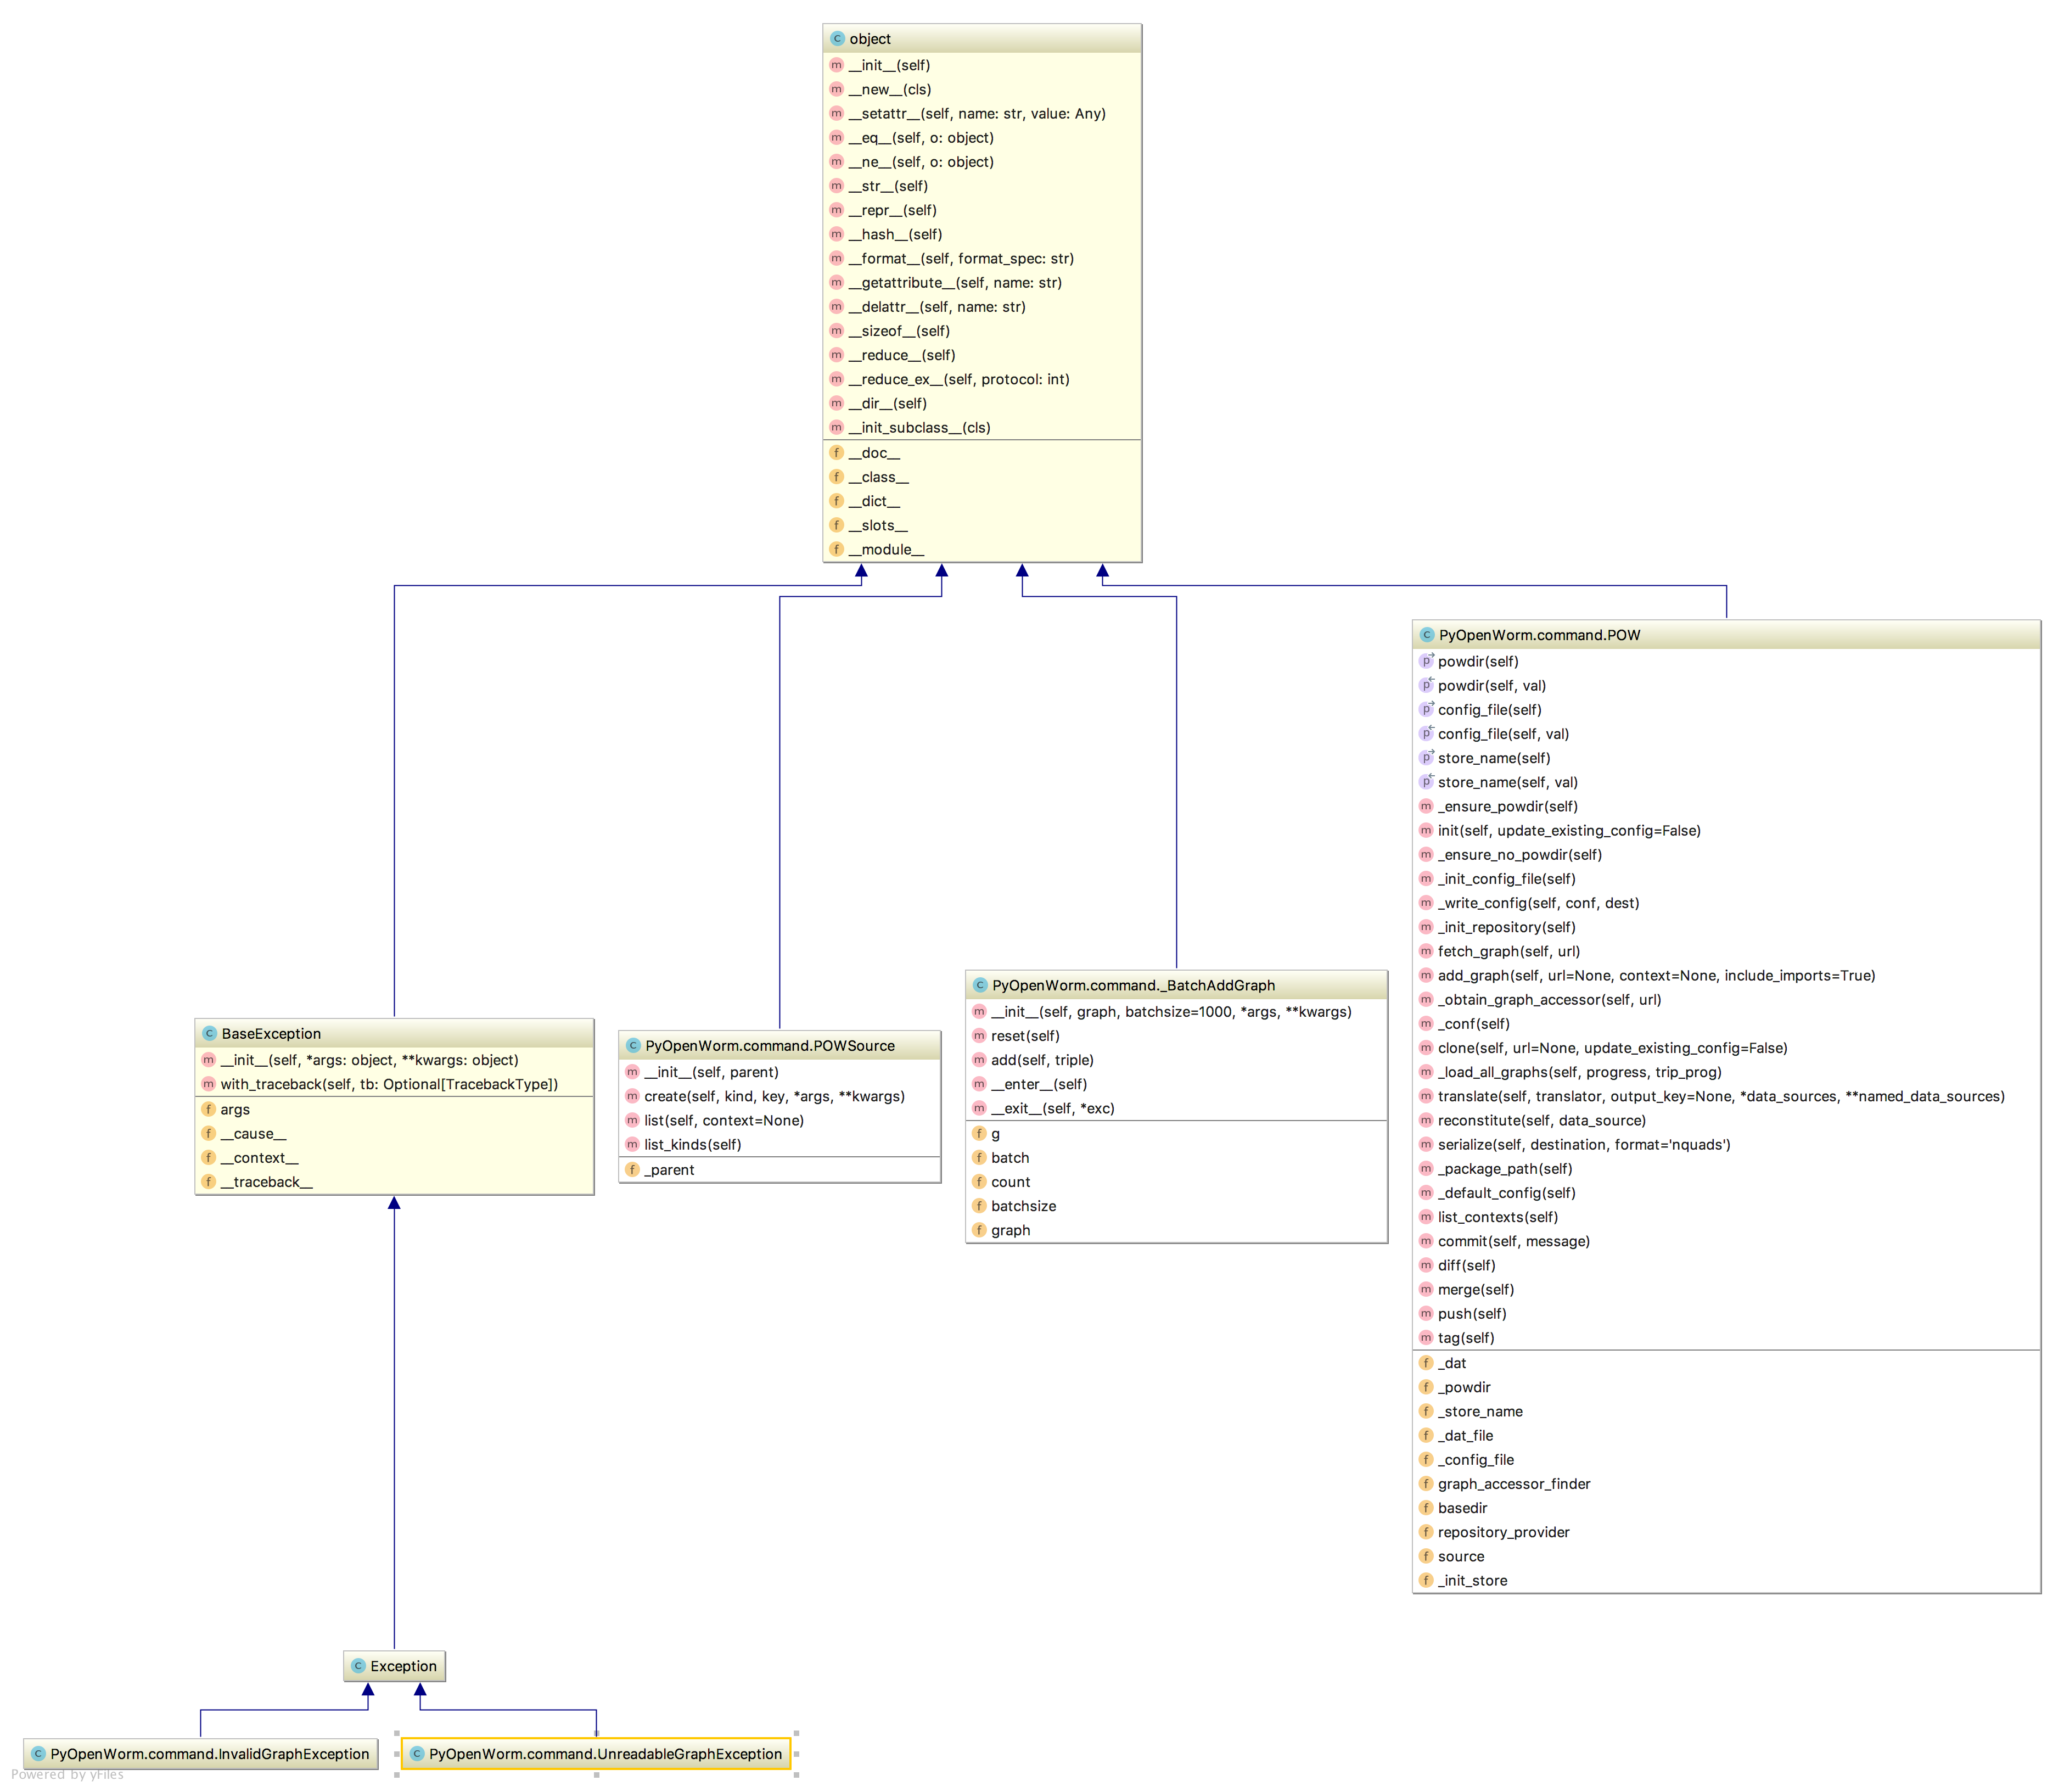 C object
m __init__(self)
m __new__(cls)
m __setattr__(self, name: str, value: Any)
m __eq__(self, o: object)
m __ne__(self, o: object)
m __str__(self)
m __repr__(self)
m __hash__(self)
m __format__(self, format_spec: str)
m __getattribute__(self, name: str)
m __delattr__(self, name: str)
m __sizeof__(self)
m __reduce__(self)
m __reduce_ex__(self, protocol: int)
m __dir__(self)
m __init_subclass__(cls)
f __doc__
f __class__
f __dict__
f __slots__
f __module__
C BaseException
m __init__(self, *args: object, **kwargs: object)
m with_traceback(self, tb: Optional[TracebackType])
f args
f __cause__
f __context__
f __traceback__
C PyOpenWorm.command.POWSource
m __init__(self, parent)
m create(self, kind, key, *args, **kwargs)
m list(self, context=None)
m list_kinds(self)
f _parent
C PyOpenWorm.command._BatchAddGraph
m __init__(self, graph, batchsize=1000, *args, **kwargs)
m reset(self)
m add(self, triple)
m __enter__(self)
m __exit__(self, *exc)
f g
f batch
f count
f batchsize
f graph
C PyOpenWorm.command.POW
p powdir(self)
p powdir(self, val)
p config_file(self)
p config_file(self, val)
p store_name(self)
p store_name(self, val)
m _ensure_powdir(self)
m init(self, update_existing_config=False)
m _ensure_no_powdir(self)
m _init_config_file(self)
m _write_config(self, conf, dest)
m _init_repository(self)
m fetch_graph(self, url)
m add_graph(self, url=None, context=None, include_imports=True)
m _obtain_graph_accessor(self, url)
m _conf(self)
m clone(self, url=None, update_existing_config=False)
m _load_all_graphs(self, progress, trip_prog)
m translate(self, translator, output_key=None, *data_sources, **named_data_sources)
m reconstitute(self, data_source)
m serialize(self, destination, format='nquads')
m _package_path(self)
m _default_config(self)
m list_contexts(self)
m commit(self, message)
m diff(self)
m merge(self)
m push(self)
m tag(self)
f _dat
f _powdir
f _store_name
f _dat_file
f _config_file
f graph_accessor_finder
f basedir
f repository_provider
f source
f _init_store
C Exception
C PyOpenWorm.command.InvalidGraphException
C PyOpenWorm.command.UnreadableGraphException
Powered by yFiles